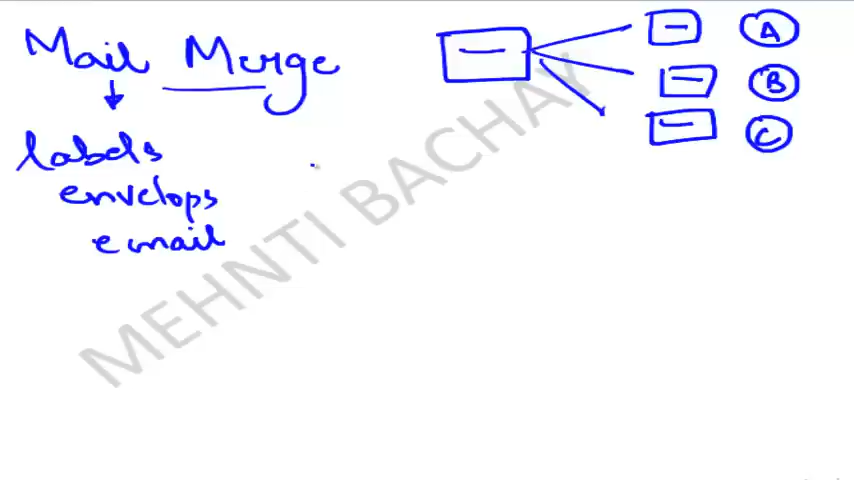 Mail Merge
labels
envelops
email
A
B
C
MEHNTI BACHAY